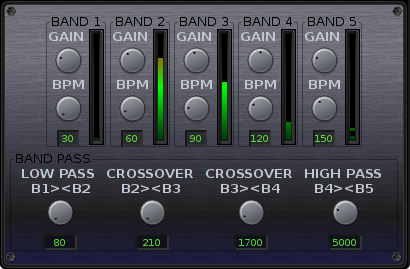 BAND 1 BAND 2 BAND 3 BAND 4 BAND 5
GAIN GAIN GAIN GAIN GAIN
BPM BPM BPM BPM BPM
30 60 90 120 150
BAND PASS
LOW PASS CROSSOVER CROSSOVER HIGH PASS
B1><B2 B2><B3 B3><B4 B4><B5
80 210 1700 5000